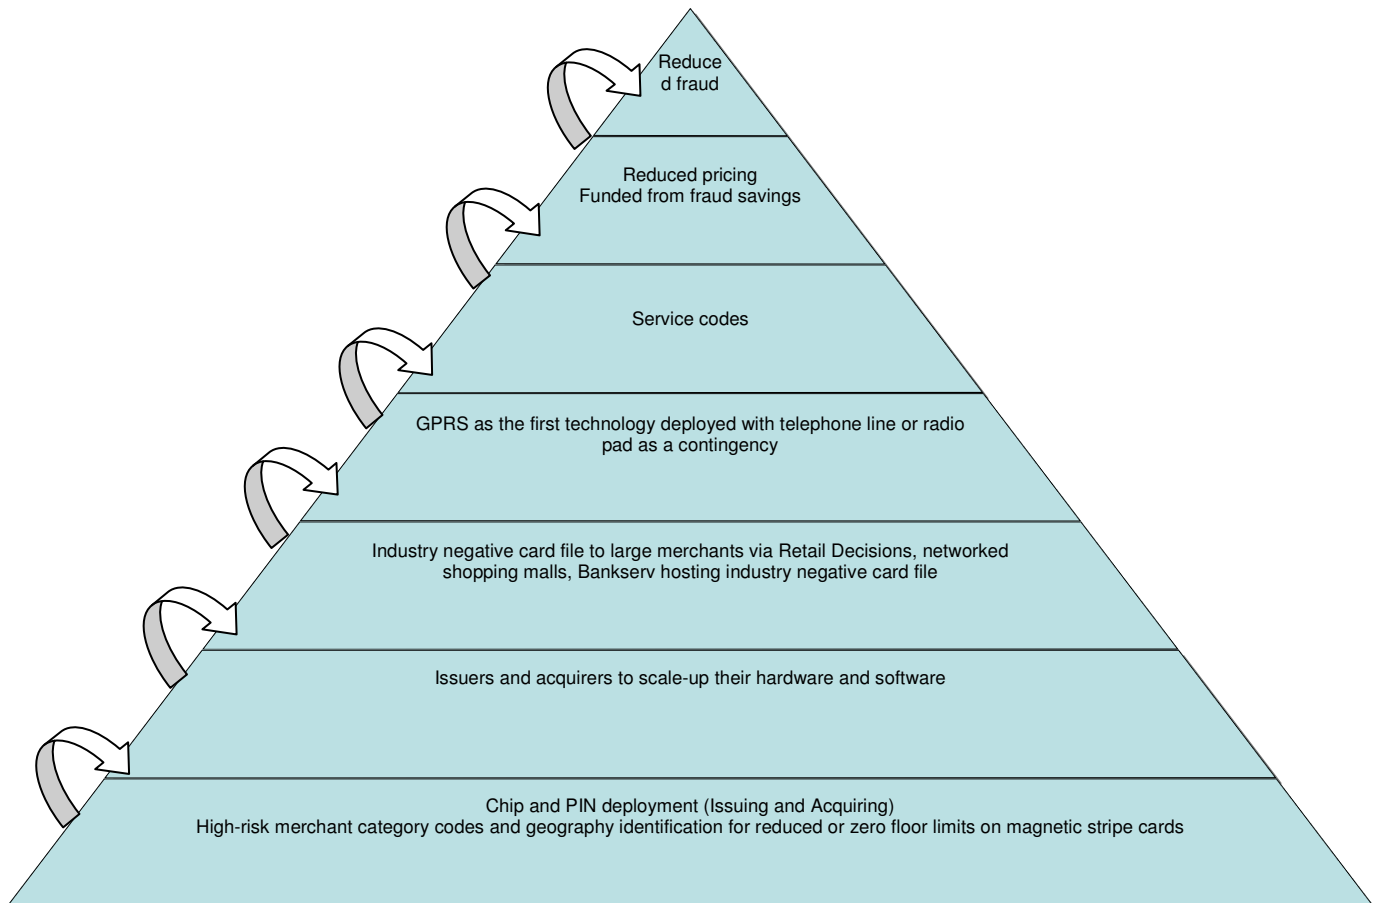 Reduce
d fraud
Reduced pricing
Funded from fraud savings
Service codes
GPRS as the first technology deployed with telephone line or radio
pad as a contingency
Industry negative card file to large merchants via Retail Decisions, networked
shopping malls, Bankserv hosting industry negative card file
Issuers and acquirers to scale-up their hardware and software
Chip and PIN deployment (Issuing and Acquiring)
High-risk merchant category codes and geography identification for reduced or zero floor limits on magnetic stripe cards